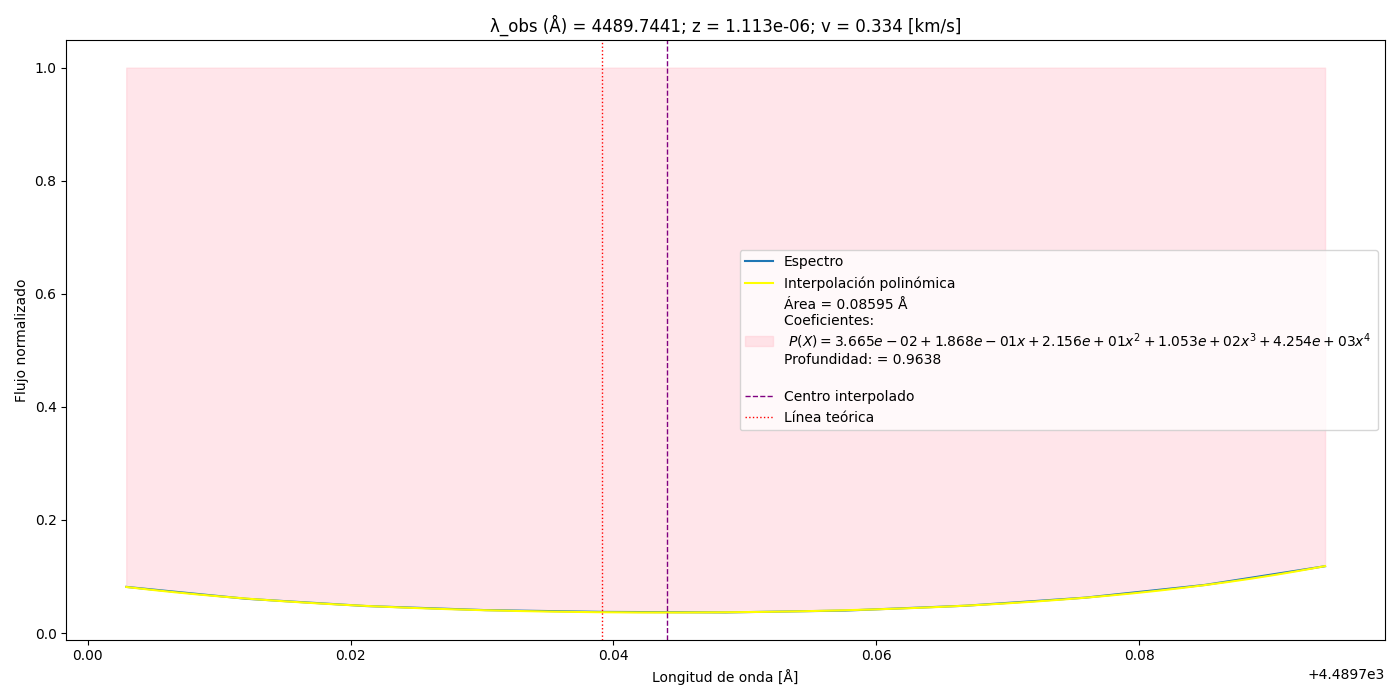 λ_obs (Å) = 4489.7441; z = 1.113e-06; v = 0.334 [km/s]
Flujo normalizado
1.0
0.8
0.6
0.4
0.2
0.0
Espectro
Interpolación polinómica
Área = 0.08595 Å
Coeficientes:
P(X) = 3.665e − 02 + 1.868e − 01x + 2.156e + 01x² + 1.053e + 02x³ + 4.254e + 03x⁴
Profundidad: = 0.9638
Centro interpolado
Línea teórica
0.00 0.02 0.04 0.06 0.08
+4.4897e3
Longitud de onda [Å]